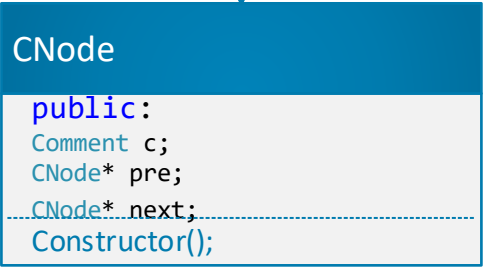 CNode
public:
Comment c;
CNode* pre;
CNode* next;
Constructor();